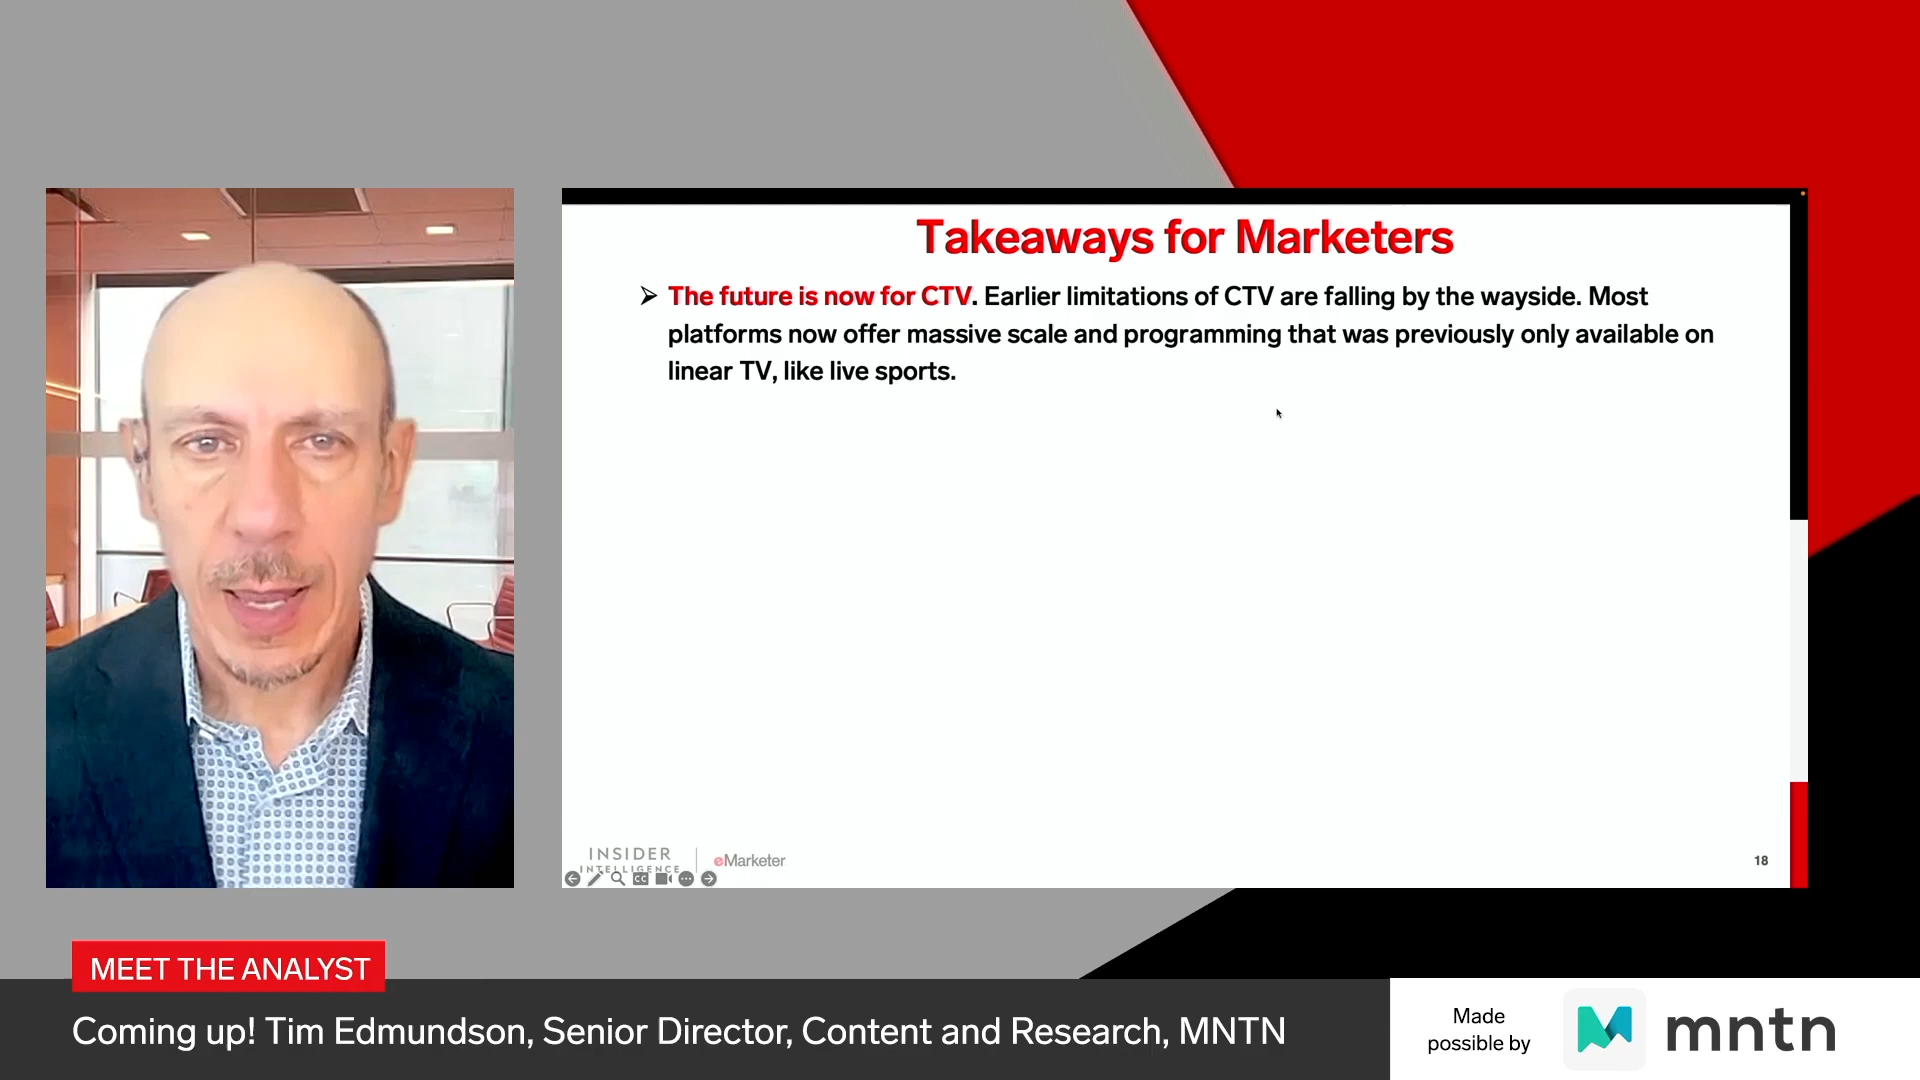 Takeaways for Marketers
➢ The future is now for CTV. Earlier limitations of CTV are falling by the wayside. Most
platforms now offer massive scale and programming that was previously only available on
linear TV, like live sports.
INSIDER
INTELLIGENCE
eMarketer
CC
18
MEET THE ANALYST
Coming up! Tim Edmundson, Senior Director, Content and Research, MNTN
Made
possible by
mntn